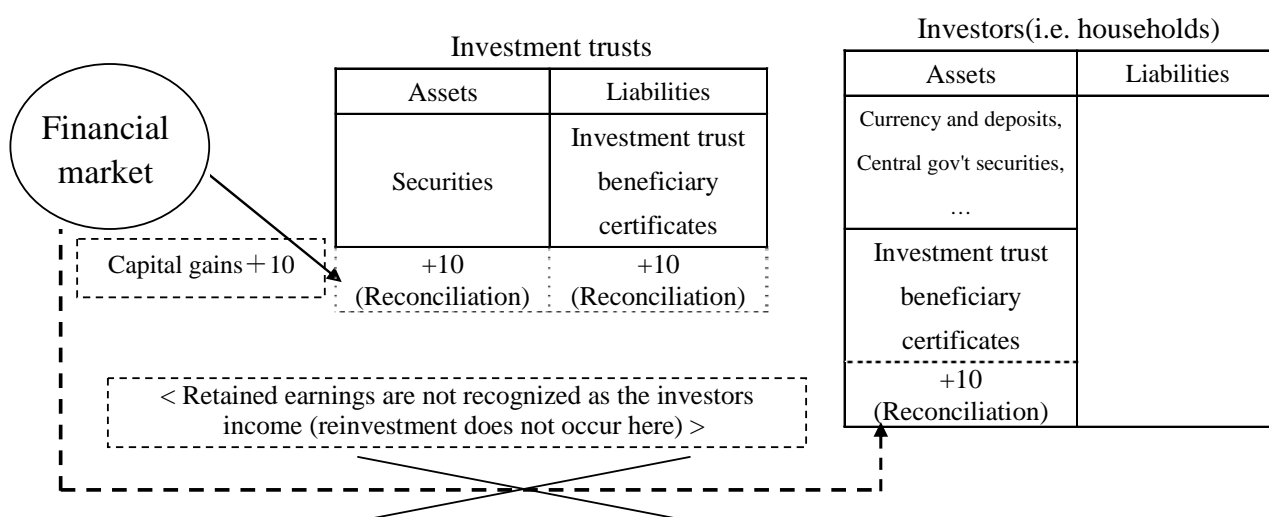 Investors(i.e. households)
Investment trusts
Assets
Liabilities
Assets
Liabilities
Financial
market
Securities
Investment trust
beneficiary
certificates
Currency and deposits,
Central gov't securities,
…
Investment trust
beneficiary
certificates
Capital gains＋10
+10
(Reconciliation)
+10
(Reconciliation)
+10
(Reconciliation)
< Retained earnings are not recognized as the investors
income (reinvestment does not occur here) >